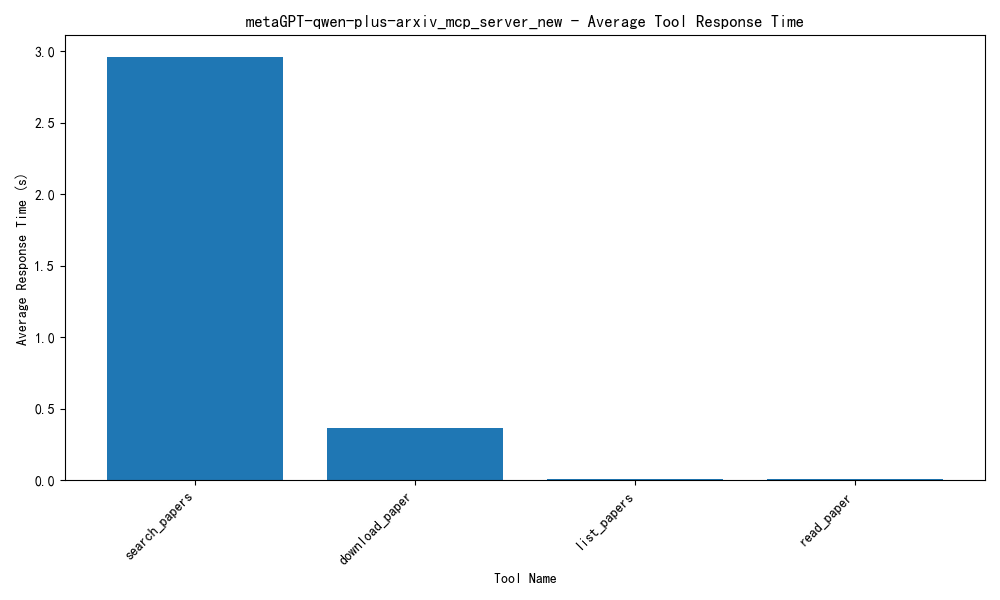 metaGPT-qwen-plus-arxiv_mcp_server_new - Average Tool Response Time
3.0
2.5
2.0
1.5
1.0
0.5
0.0
Average Response Time (s)
search_papers
download_paper
list_papers
read_paper
Tool Name